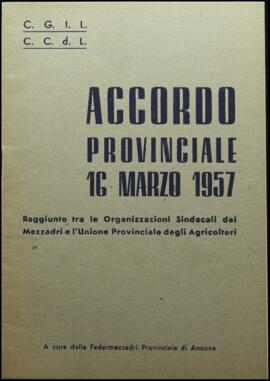 C. G. I. L.
C. C. d. L.
ACCORDO
PROVINCIALE
16 MARZO 1957
Raggiunto tra le Organizzazioni Sindacali dei
Mezzadri e l'Unione Provinciale degli Agricoltori
A cura della Federmezzadri Provinciale di Ancona